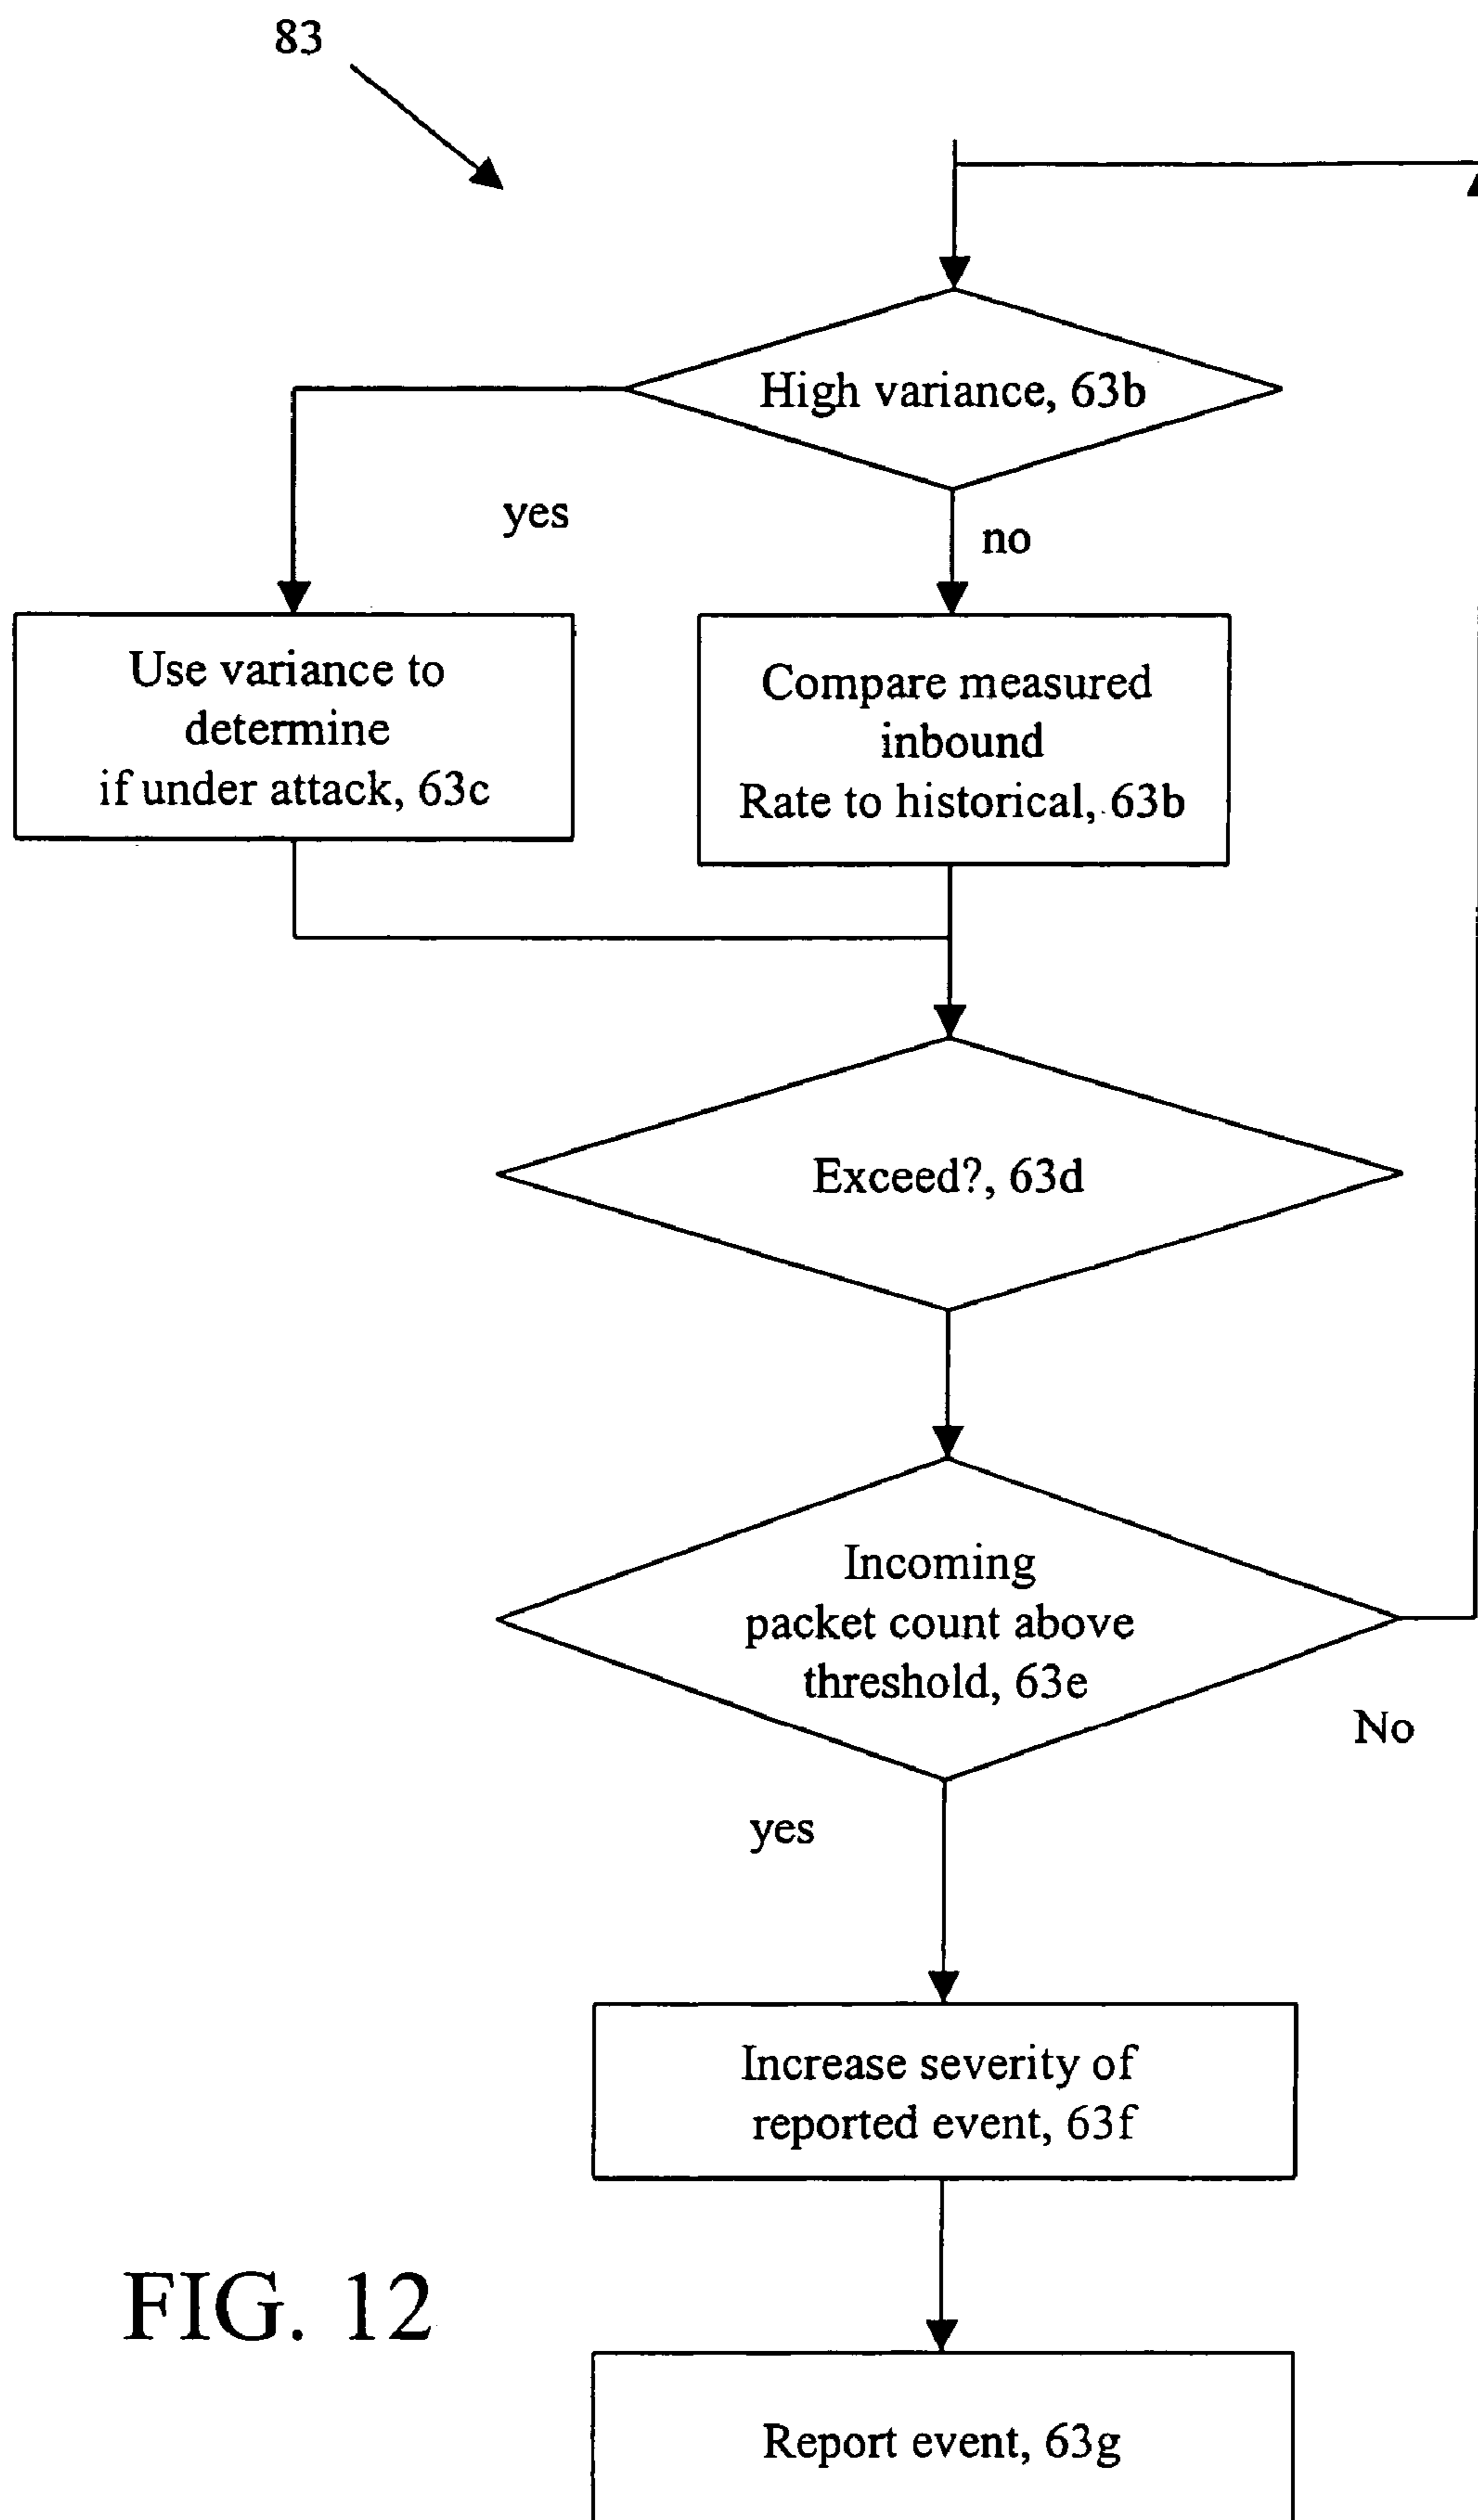 83
High variance, 63b
yes
no
Use variance to
determine
if under attack, 63c
Compare measured
inbound
Rate to historical, 63b
Exceed?, 63d
Incoming
packet count above
threshold, 63e
No
yes
Increase severity of
reported event, 63f
FIG. 12
Report event, 63g